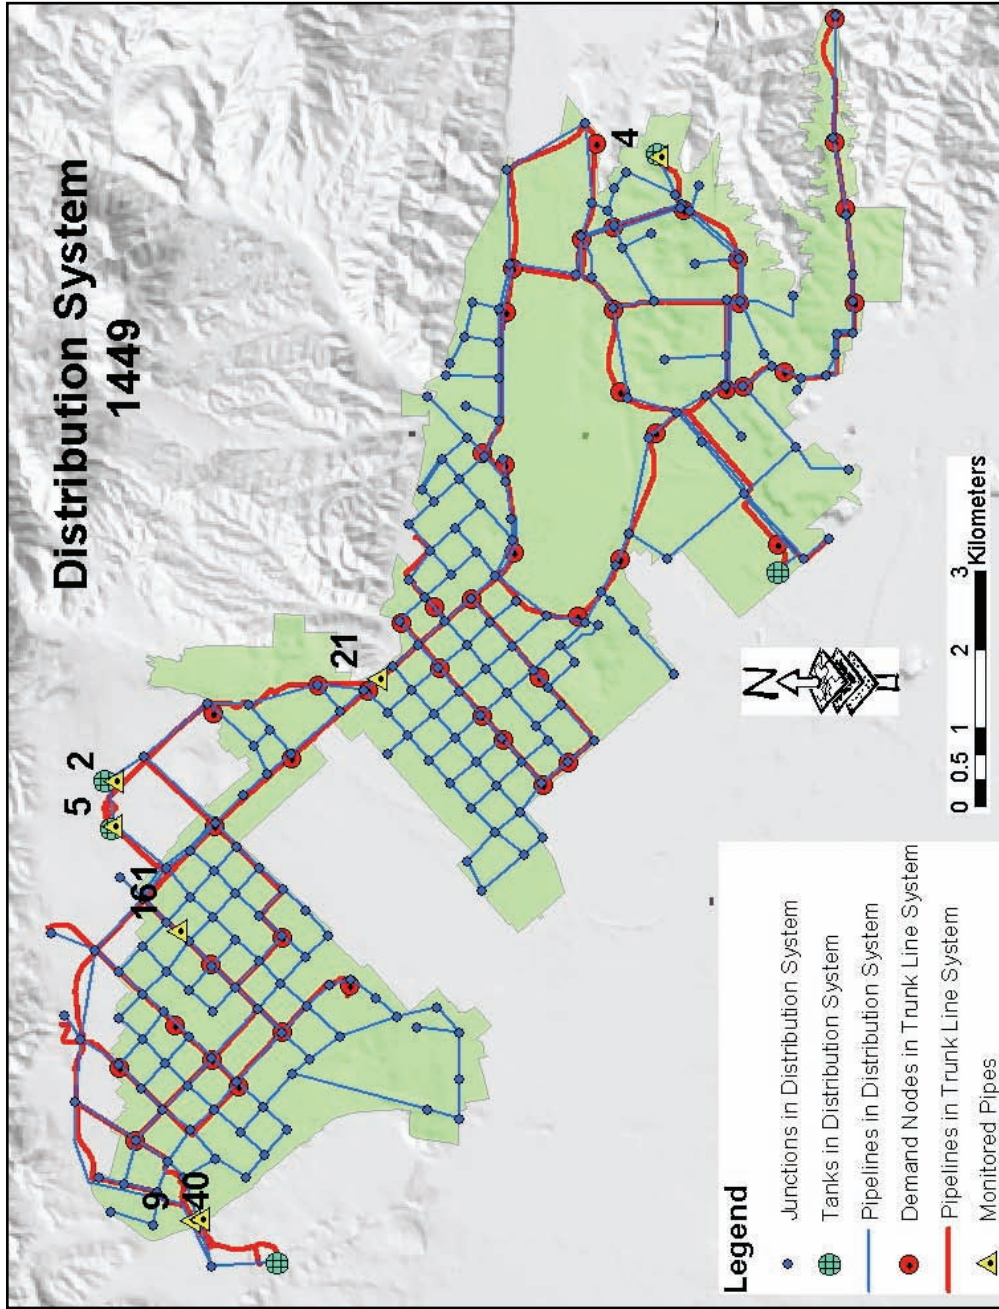 Distribution System
1449
4
21
2
5
161
9
40
N
0 0.5 1 2 3
Kilometers
Legend
Junctions in Distribution System
Tanks in Distribution System
Pipelines in Distribution System
Demand Nodes in Trunk Line System
Pipelines in Trunk Line System
Monitored Pipes